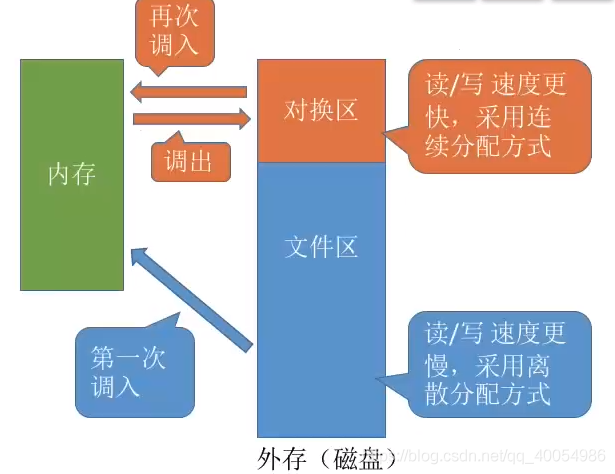 再次
调入
对换区
读/写 速度更
快，采用连
续分配方式
内存
调出
文件区
第一次
调入
读/写 速度更
慢，采用离
散分配方式
外存（磁盘）
https://blog.csdn.net/qq_40054986